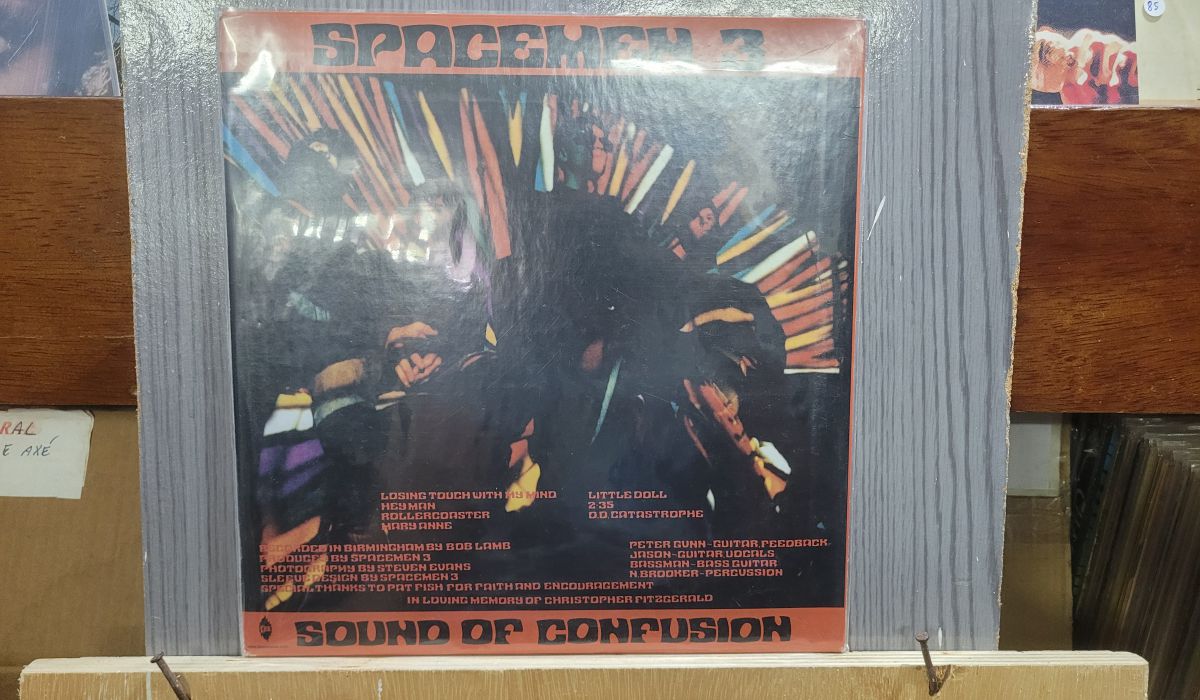 85
SPACEMEN 3
RAL
E AXÉ
LOSING TOUCH WITH MY MIND
HEY MAN
ROLLERCOASTER
MARY ANNE
LITTLE DOLL
2:35
O.D. CATASTROPHE
RECORDED IN BIRMINGHAM BY BOB LAMB
PRODUCED BY SPACEMEN 3
PHOTOGRAPHY BY STEVEN EVANS
SLEEVE DESIGN BY SPACEMEN 3
SPECIAL THANKS TO PAT FISH FOR FAITH AND ENCOURAGEMENT
PETER GUNN-GUITAR, FEEDBACK
JASON-GUITAR, VOCALS
BASSMAN-BASS GUITAR
N.BROOKER-PERCUSSION
IN LOVING MEMORY OF CHRISTOPHER FITZGERALD
SOUND OF CONFUSION